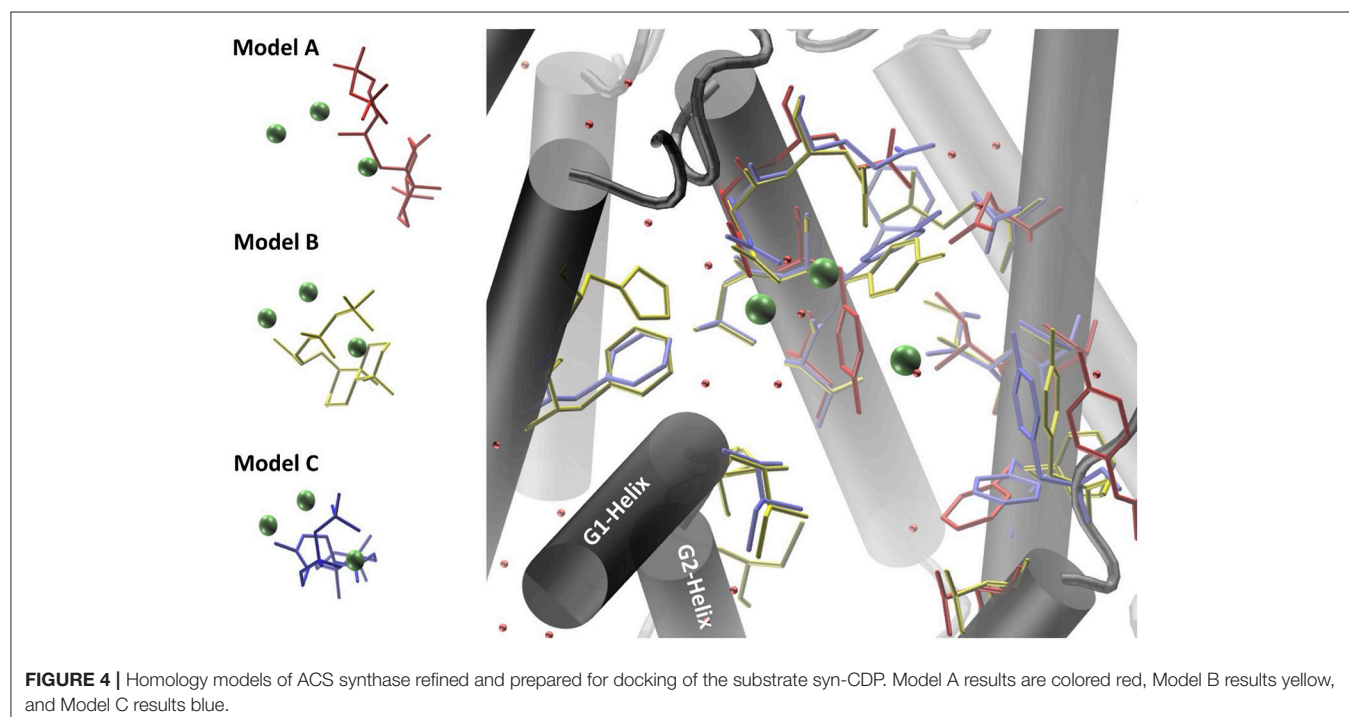 Model A
Model B
Model C
G1-Helix
G2-Helix
FIGURE 4 | Homology models of ACS synthase refined and prepared for docking of the substrate syn-CDP. Model A results are colored red, Model B results yellow,
and Model C results blue.